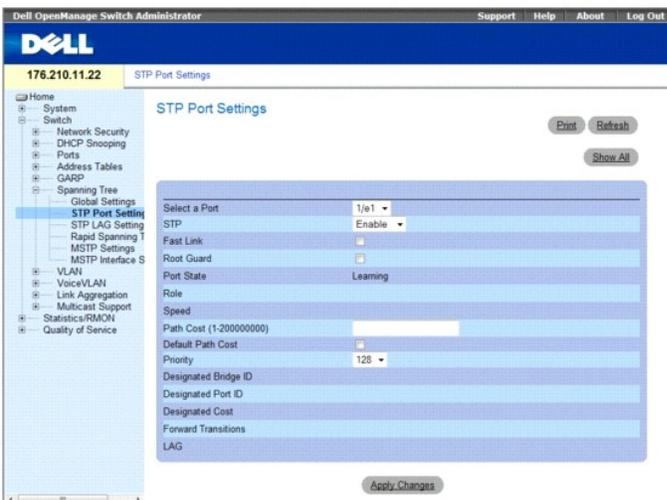 Dell OpenManage Switch Administrator
Support Help About Log Out
DELL
176.210.11.22
STP Port Settings
Home
System
Switch
Network Security
DHCP Snooping
Ports
Address Tables
GARP
Spanning Tree
Global Settings
STP Port Setting
STP LAG Setting
Rapid Spanning T
MSTP Settings
MSTP Interface S
VLAN
VoiceVLAN
Link Aggregation
Multicast Support
Statistics/RMON
Quality of Service
STP Port Settings
Print Refresh
Show All
Select a Port 1/e1
STP Enable
Fast Link
Root Guard
Port State Learning
Role
Speed
Path Cost (1-200000000)
Default Path Cost
Priority 128
Designated Bridge ID
Designated Port ID
Designated Cost
Forward Transitions
LAG
Apply Changes